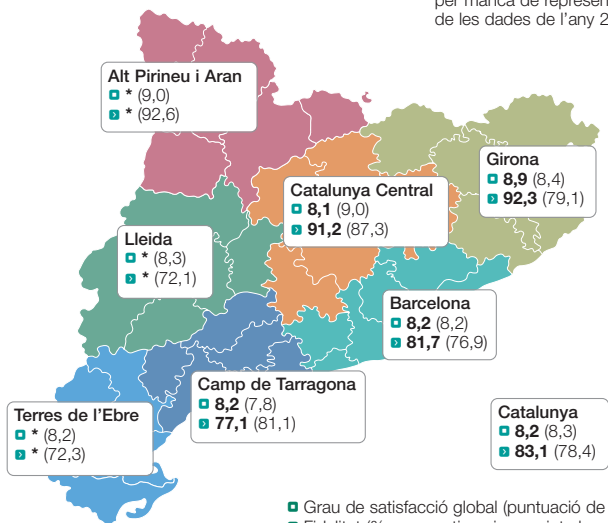 per manca de represen
de les dades de l'any 2
Alt Pirineu i Aran
* (9,0)
* (92,6)
Girona
8,9 (8,4)
92,3 (79,1)
Catalunya Central
8,1 (9,0)
91,2 (87,3)
Lleida
* (8,3)
* (72,1)
Barcelona
8,2 (8,2)
81,7 (76,9)
Camp de Tarragona
8,2 (7,8)
77,1 (81,1)
Terres de l'Ebre
* (8,2)
* (72,3)
Catalunya
8,2 (8,3)
83,1 (78,4)
Grau de satisfacció global (puntuació de